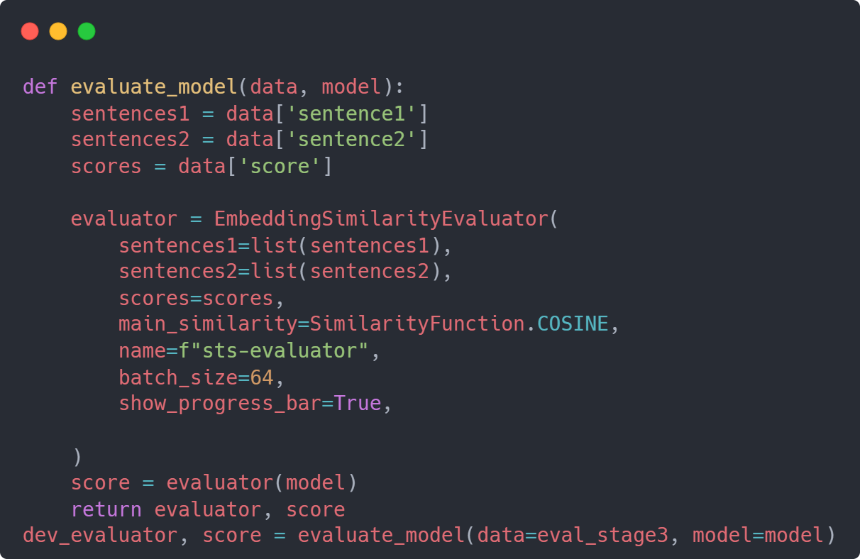 def evaluate_model(data, model):
    sentences1 = data['sentence1']
    sentences2 = data['sentence2']
    scores = data['score']

    evaluator = EmbeddingSimilarityEvaluator(
        sentences1=list(sentences1),
        sentences2=list(sentences2),
        scores=scores,
        main_similarity=SimilarityFunction.COSINE,
        name=f"sts-evaluator",
        batch_size=64,
        show_progress_bar=True,

    )
    score = evaluator(model)
    return evaluator, score
dev_evaluator, score = evaluate_model(data=eval_stage3, model=model)